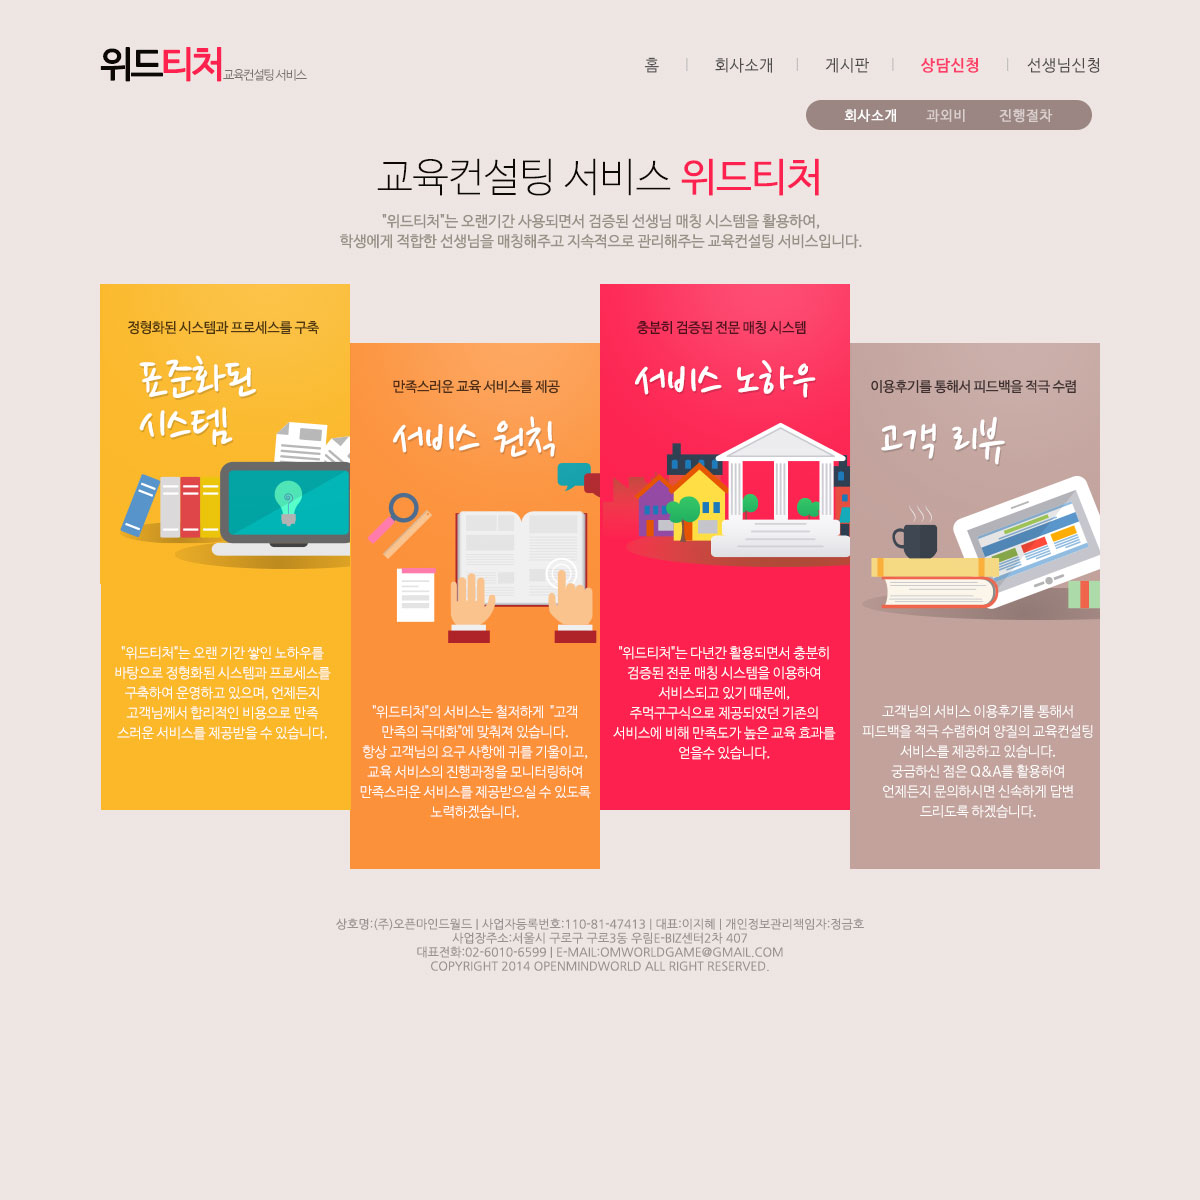 위드티처 교육컨설팅 서비스
홈 | 회사소개 | 게시판 | 상담신청 | 선생님신청
회사소개 과외비 진행절차
교육컨설팅 서비스 위드티처
"위드티처"는 오랜기간 사용되면서 검증된 선생님 매칭 시스템을 활용하여,
학생에게 적합한 선생님을 매칭해주고 지속적으로 관리해주는 교육컨설팅 서비스입니다.
정형화된 시스템과 프로세스를 구축
표준화된
시스템
"위드티처"는 오랜 기간 쌓인 노하우를
바탕으로 정형화된 시스템과 프로세스를
구축하여 운영하고 있으며, 언제든지
고객님께서 합리적인 비용으로 만족
스러운 서비스를 제공받을 수 있습니다.
만족스러운 교육 서비스를 제공
서비스 원칙
"위드티처"의 서비스는 철저하게 "고객
만족의 극대화"에 맞춰져 있습니다.
항상 고객님의 요구 사항에 귀를 기울이고,
교육 서비스의 진행과정을 모니터링하여
만족스러운 서비스를 제공받으실 수 있도록
노력하겠습니다.
충분히 검증된 전문 매칭 시스템
서비스 노하우
"위드티처"는 다년간 활용되면서 충분히
검증된 전문 매칭 시스템을 이용하여
서비스되고 있기 때문에,
주먹구구식으로 제공되었던 기존의
서비스에 비해 만족도가 높은 교육 효과를
얻을수 있습니다.
이용후기를 통해서 피드백을 적극 수렴
고객 리뷰
고객님의 서비스 이용후기를 통해서
피드백을 적극 수렴하여 양질의 교육컨설팅
서비스를 제공하고 있습니다.
궁금하신 점은 Q&A를 활용하여
언제든지 문의하시면 신속하게 답변
드리도록 하겠습니다.
상호명:(주)오픈마인드월드 | 사업자등록번호:110-81-47413 | 대표:이지혜 | 개인정보관리책임자:정금호
사업장주소:서울시 구로구 구로3동 우림E-BIZ센터2차 407
대표전화:02-6010-6599 | E-MAIL:OMWORLDGAME@GMAIL.COM
COPYRIGHT 2014 OPENMINDWORLD ALL RIGHT RESERVED.